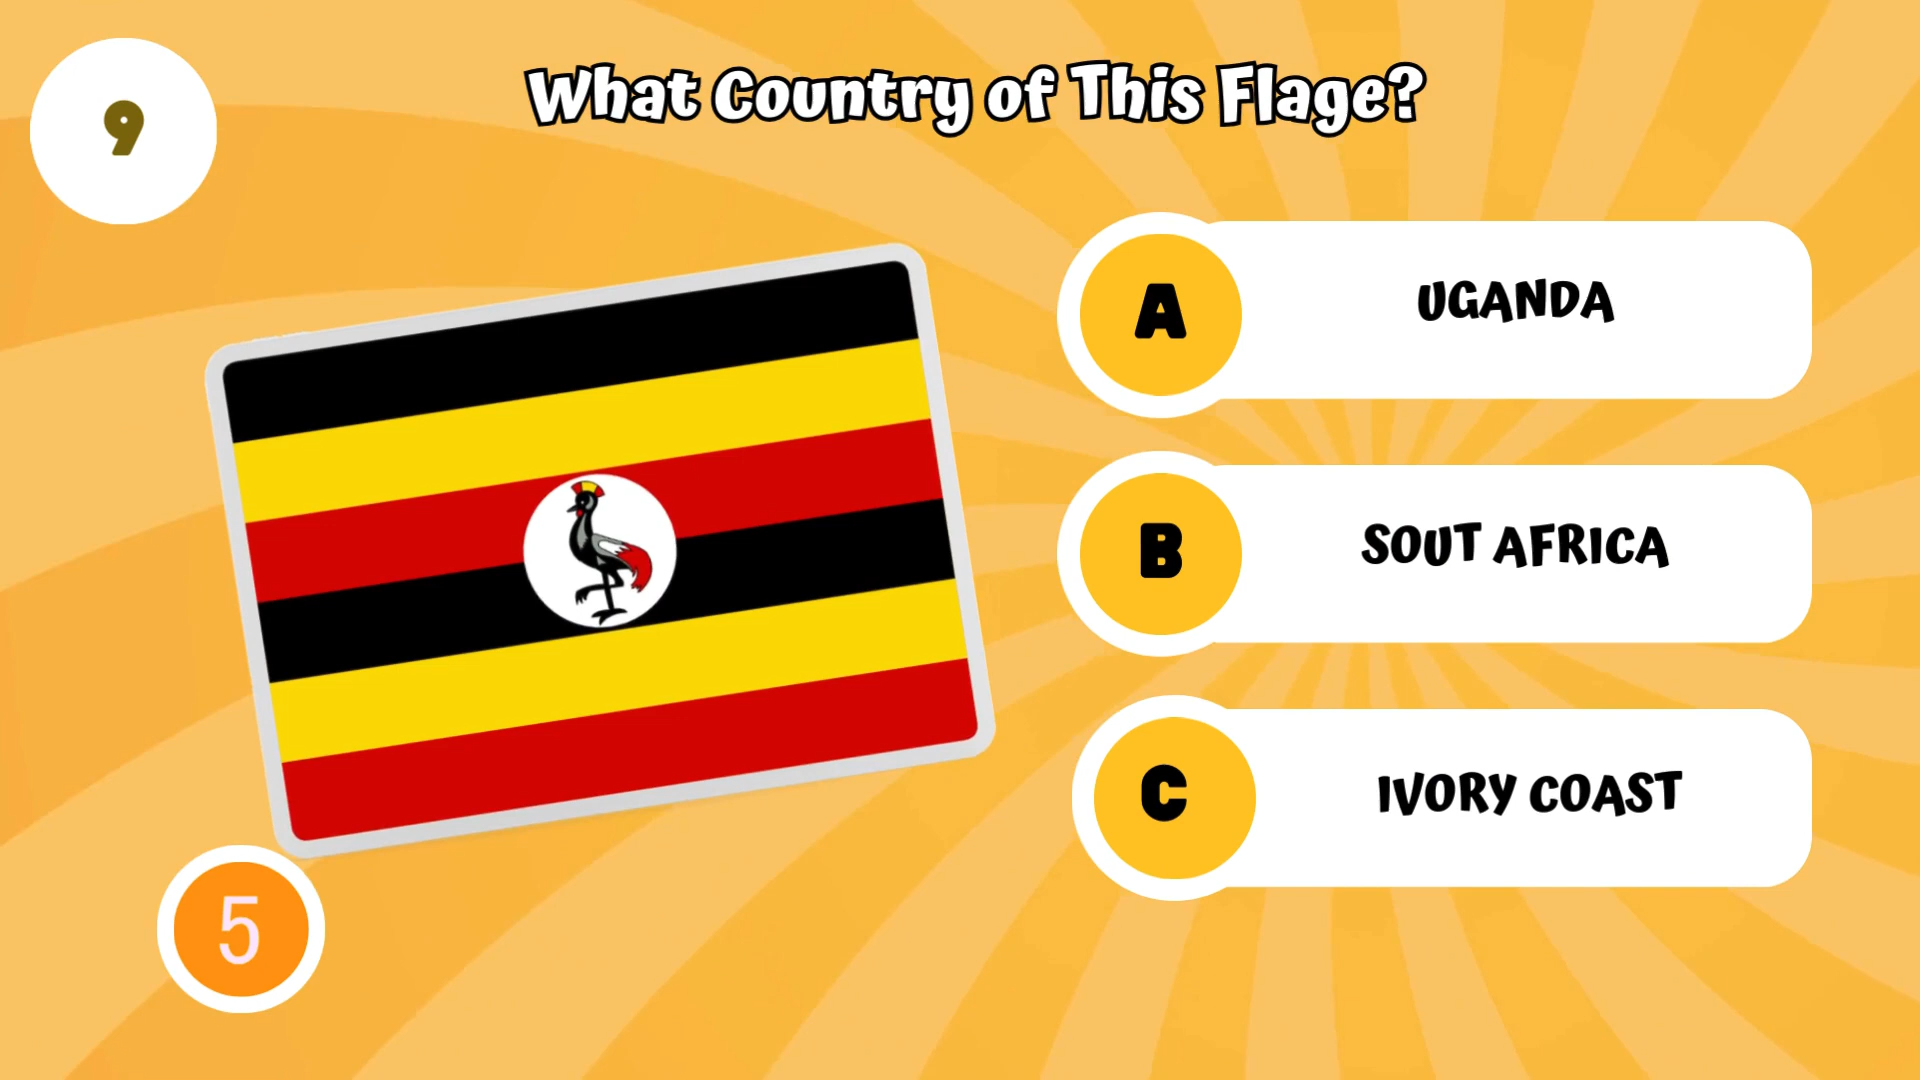 9
What Country of This Flage?
A
UGANDA
B
SOUT AFRICA
C
IVORY COAST
5